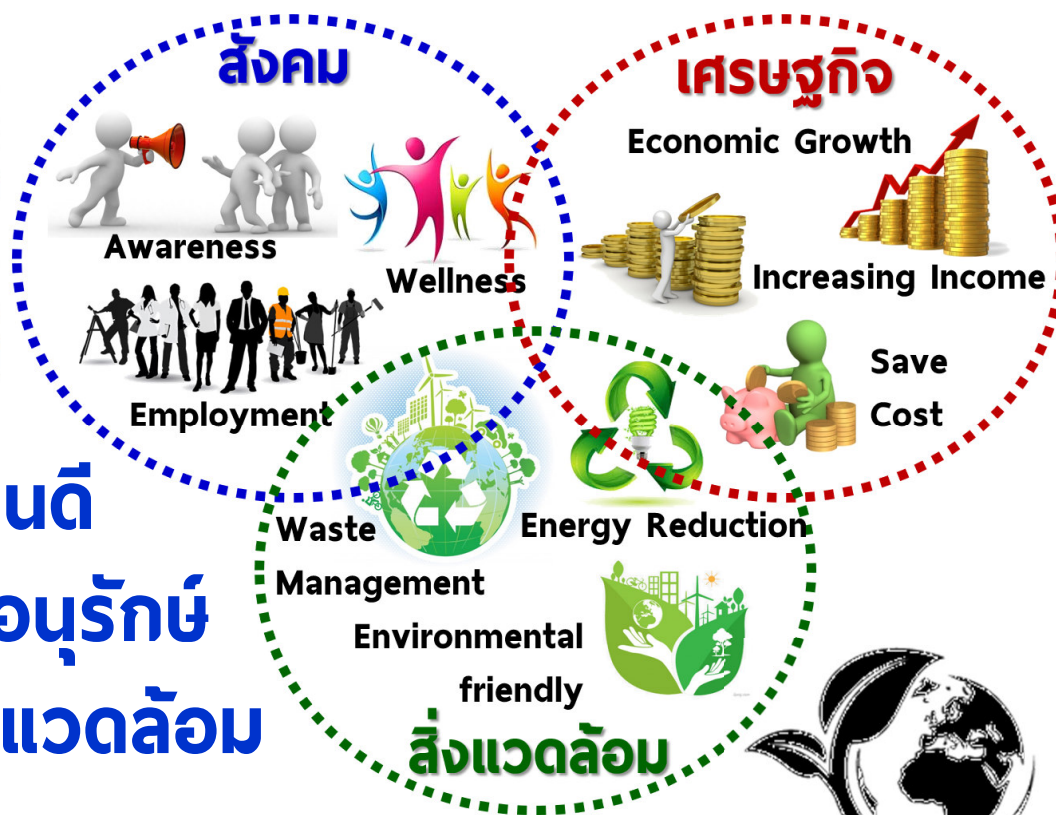 สังคม
เศรษฐกิจ
Economic Growth
Awareness
Wellness
Increasing Income
Employment
Save
Cost
นดี
Waste
Energy Reduction
Management
อนุรักษ์
Environmental
friendly
แวดล้อม
สิ่งแวดล้อม